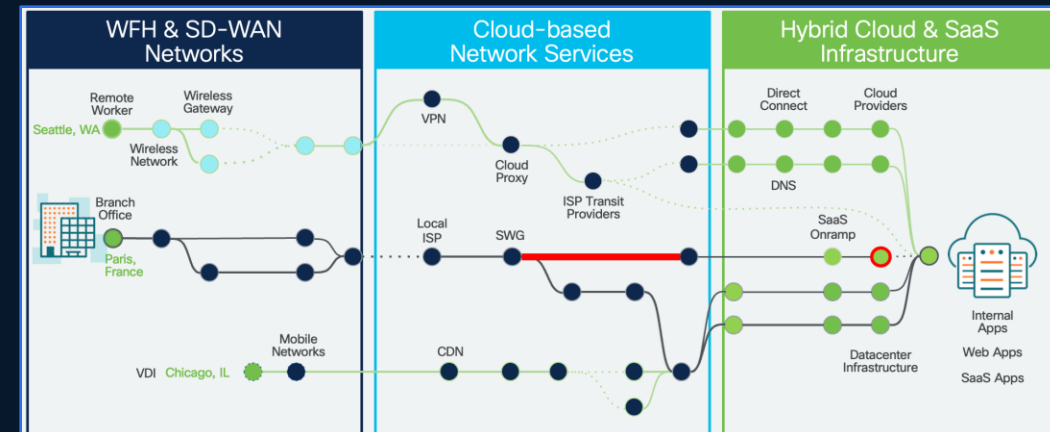 WFH & SD-WAN
Networks
Cloud-based
Network Services
Hybrid Cloud & SaaS
Infrastructure
Remote
Worker
Wireless
Gateway
Seattle, WA
Wireless
Network
VPN
Cloud
Proxy
ISP Transit
Providers
Direct
Connect
Cloud
Providers
DNS
Branch
Office
Paris,
France
Local
ISP
SWG
SaaS
Onramp
Internal
Apps
Web Apps
SaaS Apps
Mobile
Networks
VDI Chicago, IL
CDN
Datacenter
Infrastructure